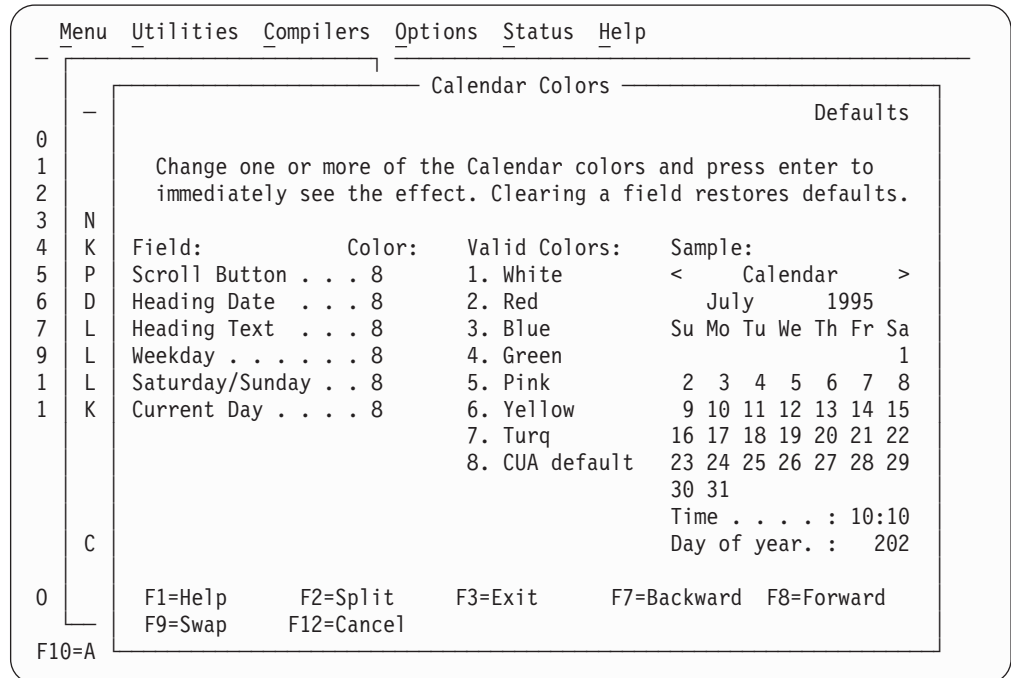 Menu Utilities Compilers Options Status Help
Calendar Colors
Defaults
0
1 Change one or more of the Calendar colors and press enter to
2 immediately see the effect. Clearing a field restores defaults.
3 N
4 K Field: Color: Valid Colors: Sample:
5 P Scroll Button . . . 8 1. White < Calendar >
6 D Heading Date . . . 8 2. Red July 1995
7 L Heading Text . . . 8 3. Blue Su Mo Tu We Th Fr Sa
9 L Weekday . . . . . . 8 4. Green 1
1 L Saturday/Sunday . . 8 5. Pink 2 3 4 5 6 7 8
1 K Current Day . . . . 8 6. Yellow 9 10 11 12 13 14 15
7. Turq 16 17 18 19 20 21 22
8. CUA default 23 24 25 26 27 28 29
30 31
Time . . . . : 10:10
C Day of year. : 202
O F1=Help F2=Split F3=Exit F7=Backward F8=Forward
F9=Swap F12=Cancel
F10=A